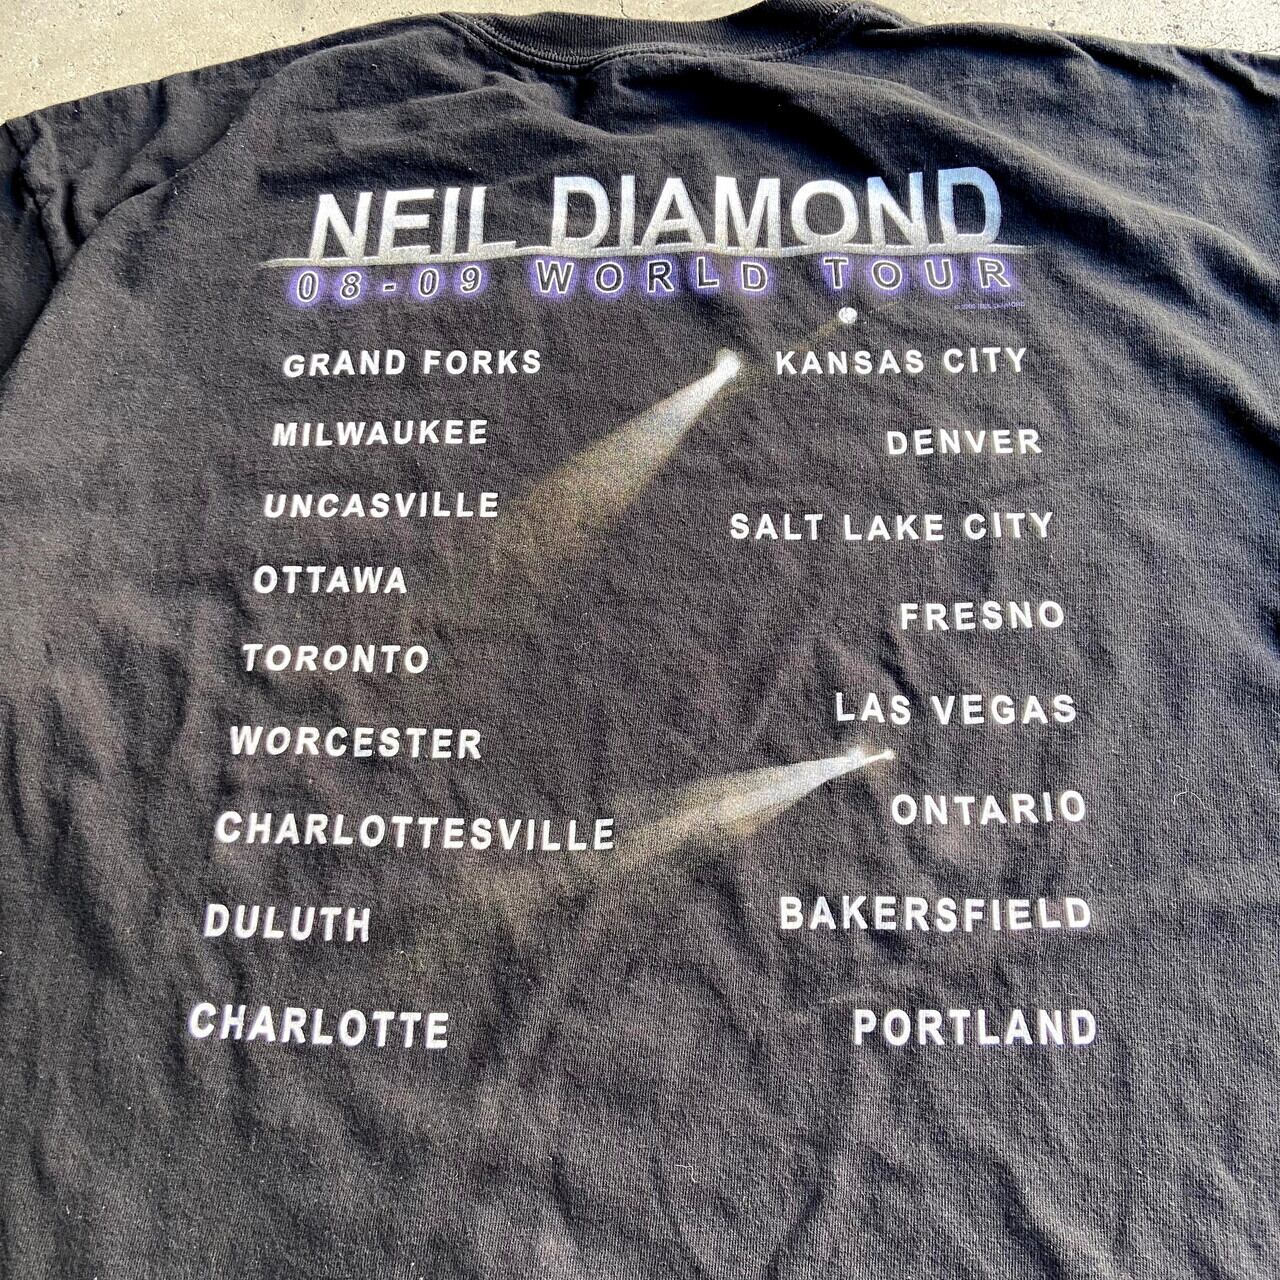 NEIL DIAMOND
08-09 WORLD TOUR
GRAND FORKS
MILWAUKEE
UNCASVILLE
OTTAWA
TORONTO
WORCESTER
CHARLOTTESVILLE
DULUTH
CHARLOTTE
KANSAS CITY
DENVER
SALT LAKE CITY
FRESNO
LAS VEGAS
ONTARIO
BAKERSFIELD
PORTLAND